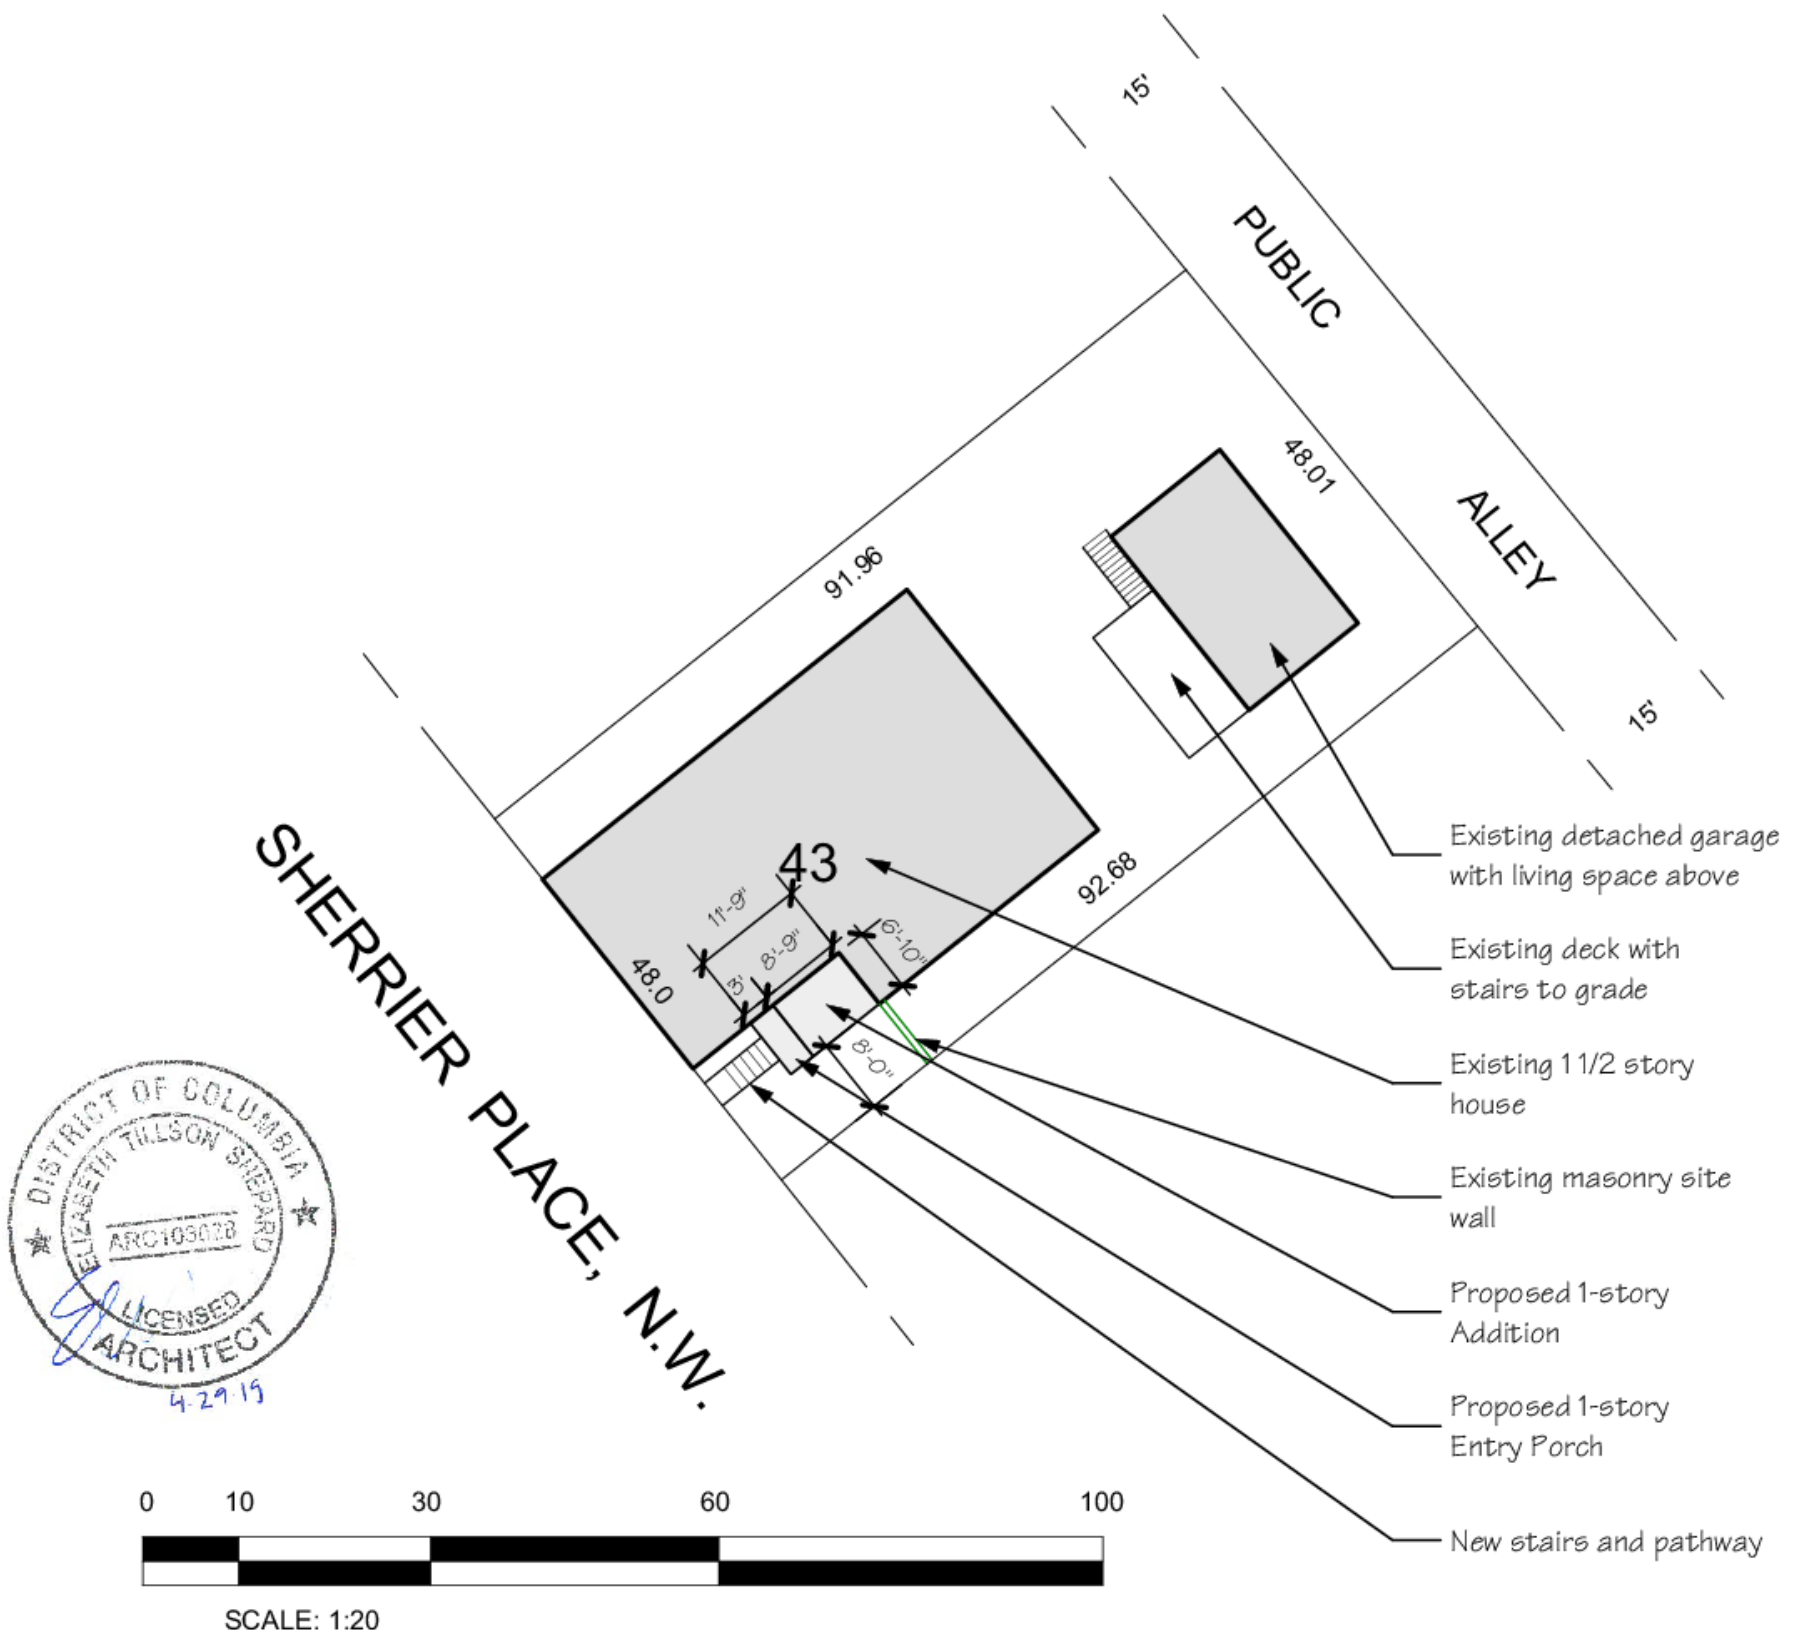 15'
PUBLIC
ALLEY
15'
48.01
91.96
92.68
43
11'-9"
8'-9"
3'
6'-10"
8'-0"
48.0
SHERRIER PLACE, N.W.
Existing detached garage
with living space above
Existing deck with
stairs to grade
Existing 1 1/2 story
house
Existing masonry site
wall
Proposed 1-story
Addition
Proposed 1-story
Entry Porch
New stairs and pathway
DISTRICT OF COLUMBIA
ELIZABETH TILLSON SHEPARD
LICENSED
ARCHITECT
4.29.19
0 10 30 60 100
SCALE: 1:20